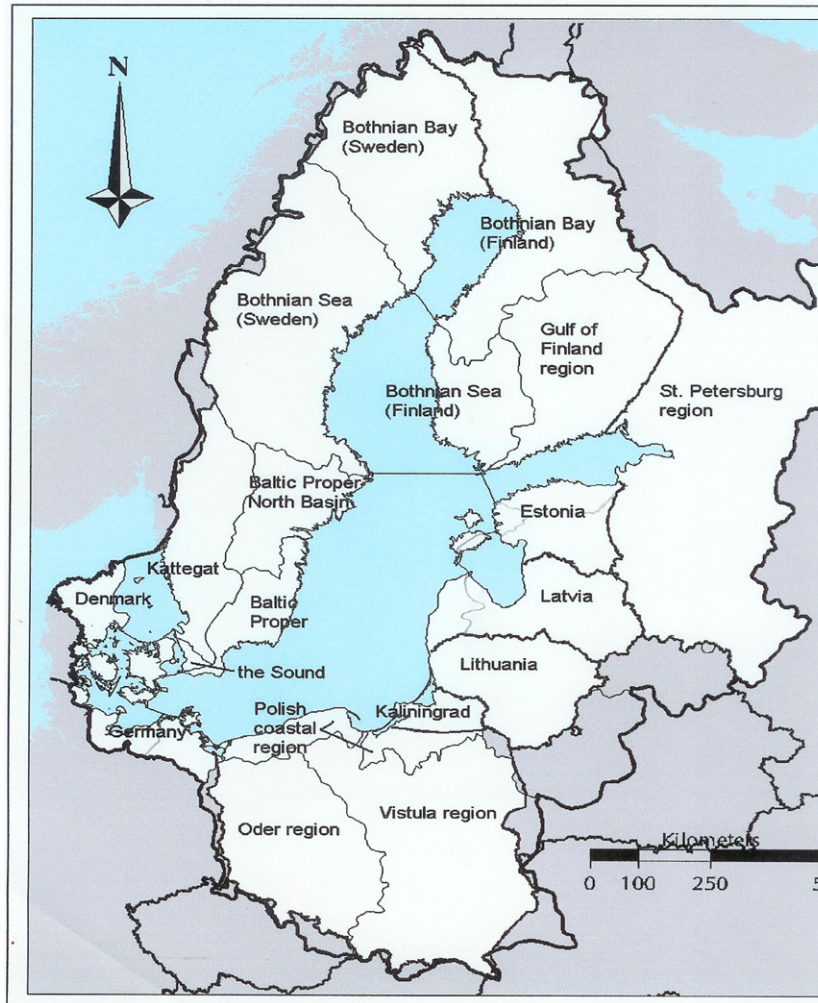 N
Bothnian Bay
(Sweden)
Bothnian Bay
(Finland)
Bothnian Sea
(Sweden)
Gulf of
Finland
region
Bothnian Sea
(Finland)
St. Petersburg
region
Baltic Proper
North Basin
Estonia
Kattegat
Denmark
Baltic
Proper
Latvia
the Sound
Lithuania
Polish
coastal
region
Kaliningrad
Germany
Oder region
Vistula region
Kilometers
0 100 250 5